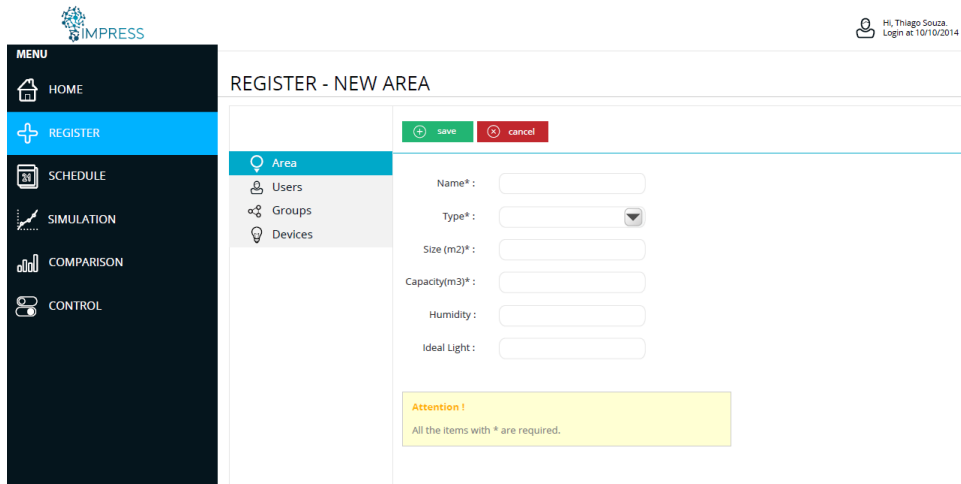 IMPRESS
Hi, Thiago Souza.
Login at 10/10/2014
MENU
HOME
REGISTER
SCHEDULE
SIMULATION
COMPARISON
CONTROL
REGISTER - NEW AREA
save
cancel
Area
Users
Groups
Devices
Name* :
Type* :
Size (m2)* :
Capacity(m3)* :
Humidity :
Ideal Light :
Attention !
All the items with * are required.